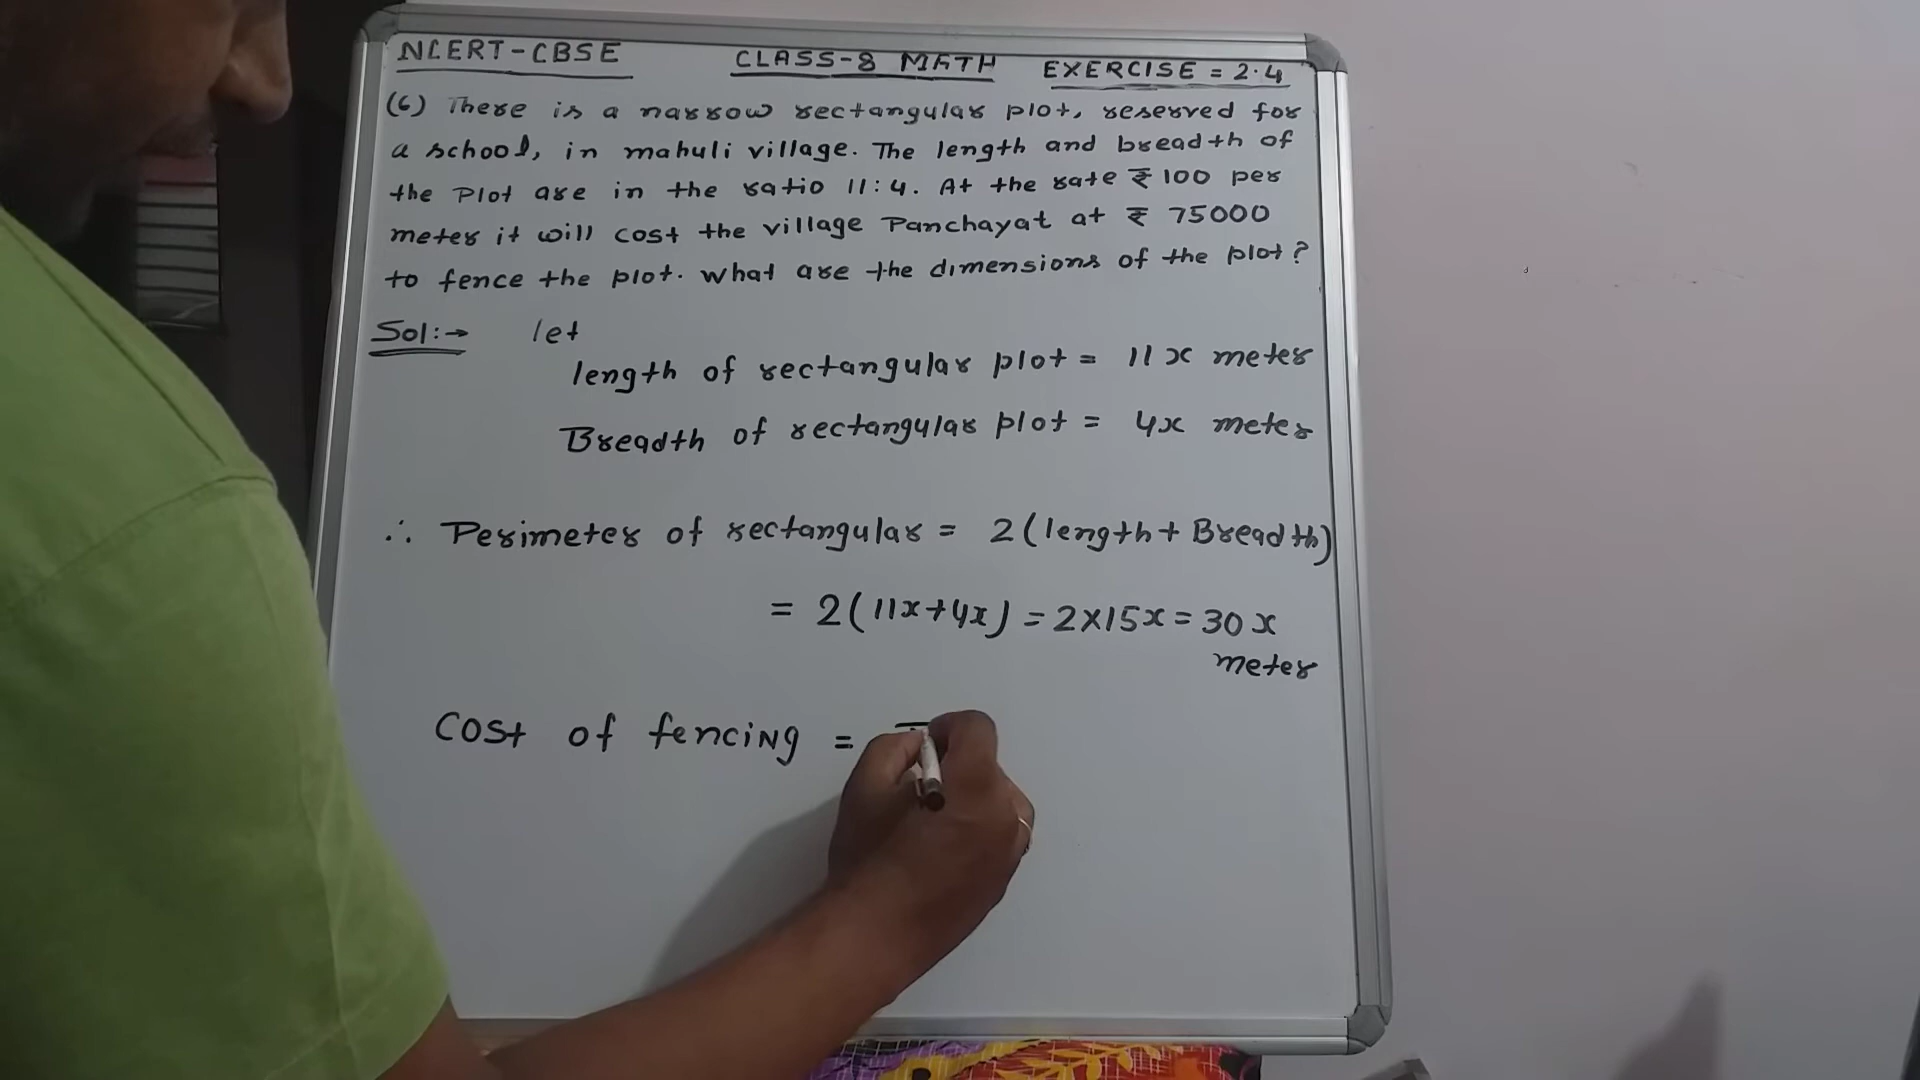 NCERT-CBSE CLASS-8 MATH EXERCISE = 2.4
(6) There is a narrow rectangular plot, reserved for
a school, in mahuli village. The length and breadth of
the Plot are in the ratio 11:4. At the rate ₹ 100 per
meter it will cost the village Panchayat at ₹ 75000
to fence the plot. What are the dimensions of the plot?
Sol:→ let
length of rectangular plot = 11x meter
Breadth of rectangular plot = 4x meter
∴ Perimeter of rectangular = 2(length+Breadth)
= 2(11x+4x) = 2×15x = 30x
meter
Cost of fencing =